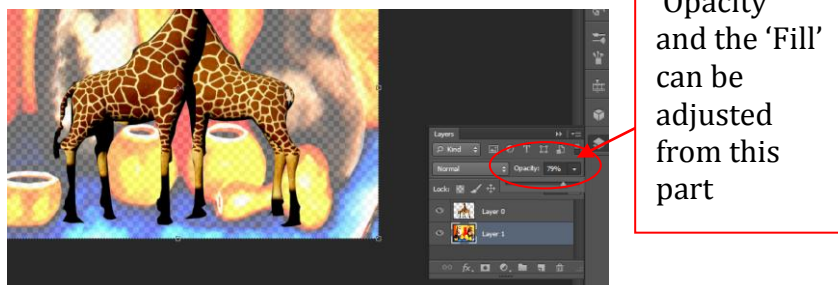 ‘Opacity’
and the ‘Fill’
can be
adjusted
from this
part
Layers
Kind
Normal Opacity: 79%
Lock:
Layer 0
Layer 1
fx